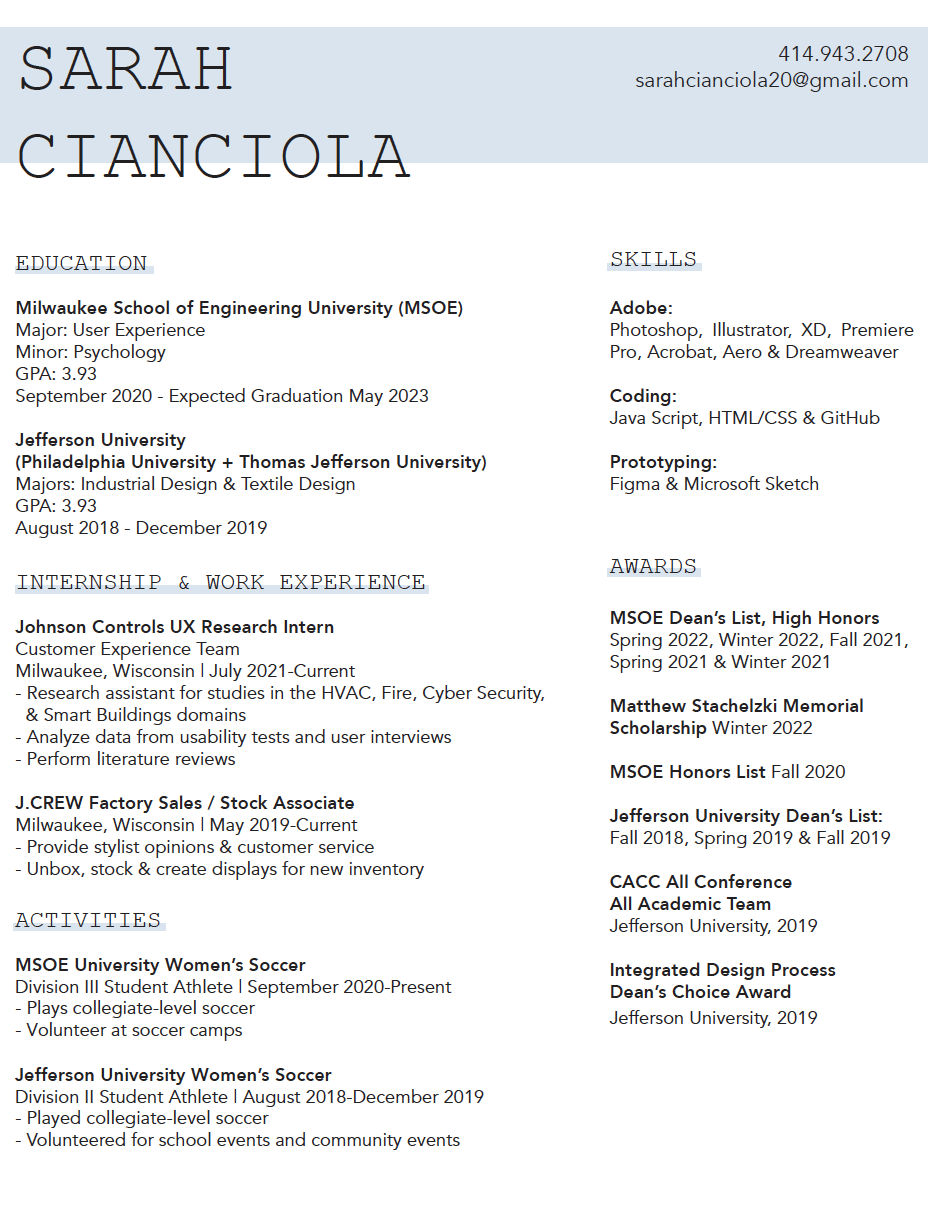 SARAH
CIANCIOLA
414.943.2708
sarahcianciola20@gmail.com
EDUCATION
Milwaukee School of Engineering University (MSOE)
Major: User Experience
Minor: Psychology
GPA: 3.93
September 2020 - Expected Graduation May 2023
Jefferson University
(Philadelphia University + Thomas Jefferson University)
Majors: Industrial Design & Textile Design
GPA: 3.93
August 2018 - December 2019
INTERNSHIP & WORK EXPERIENCE
Johnson Controls UX Research Intern
Customer Experience Team
Milwaukee, Wisconsin | July 2021-Current
- Research assistant for studies in the HVAC, Fire, Cyber Security,
& Smart Buildings domains
- Analyze data from usability tests and user interviews
- Perform literature reviews
J.CREW Factory Sales / Stock Associate
Milwaukee, Wisconsin | May 2019-Current
- Provide stylist opinions & customer service
- Unbox, stock & create displays for new inventory
ACTIVITIES
MSOE University Women’s Soccer
Division III Student Athlete | September 2020-Present
- Plays collegiate-level soccer
- Volunteer at soccer camps
Jefferson University Women’s Soccer
Division II Student Athlete | August 2018-December 2019
- Played collegiate-level soccer
- Volunteered for school events and community events
SKILLS
Adobe:
Photoshop, Illustrator, XD, Premiere
Pro, Acrobat, Aero & Dreamweaver
Coding:
Java Script, HTML/CSS & GitHub
Prototyping:
Figma & Microsoft Sketch
AWARDS
MSOE Dean’s List, High Honors
Spring 2022, Winter 2022, Fall 2021,
Spring 2021 & Winter 2021
Matthew Stachelzki Memorial
Scholarship Winter 2022
MSOE Honors List Fall 2020
Jefferson University Dean’s List:
Fall 2018, Spring 2019 & Fall 2019
CACC All Conference
All Academic Team
Jefferson University, 2019
Integrated Design Process
Dean’s Choice Award
Jefferson University, 2019